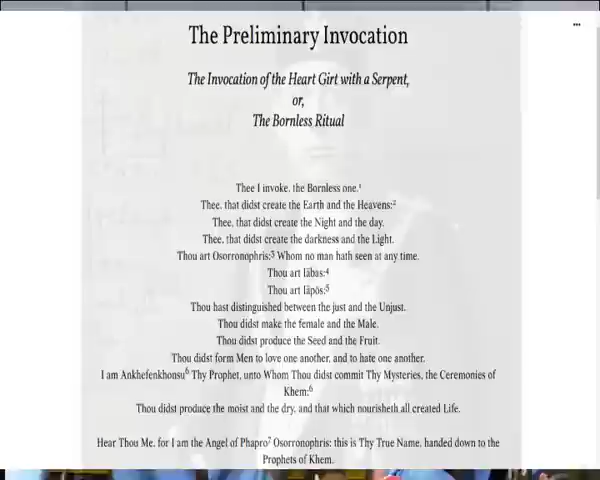 The Preliminary Invocation
The Invocation of the Heart Girt with a Serpent,
or,
The Bornless Ritual
Thee I invoke, the Bornless one.¹
Thee, that didst create the Earth and the Heavens:²
Thee, that didst create the Night and the day.
Thee, that didst create the darkness and the Light.
Thou art Osorronophris:³ Whom no man hath seen at any time.
Thou art Iäbas:⁴
Thou art Iäpōs:⁵
Thou hast distinguished between the just and the Unjust.
Thou didst make the female and the Male.
Thou didst produce the Seed and the Fruit.
Thou didst form Men to love one another, and to hate one another.
I am Ankhefenkhonsu⁶ Thy Prophet, unto Whom Thou didst commit Thy Mysteries, the Ceremonies of
Khem:⁶
Thou didst produce the moist and the dry, and that which nourisheth all created Life.
Hear Thou Me, for I am the Angel of Phapro⁷ Osorronophris: this is Thy True Name, handed down to the
Prophets of Khem.